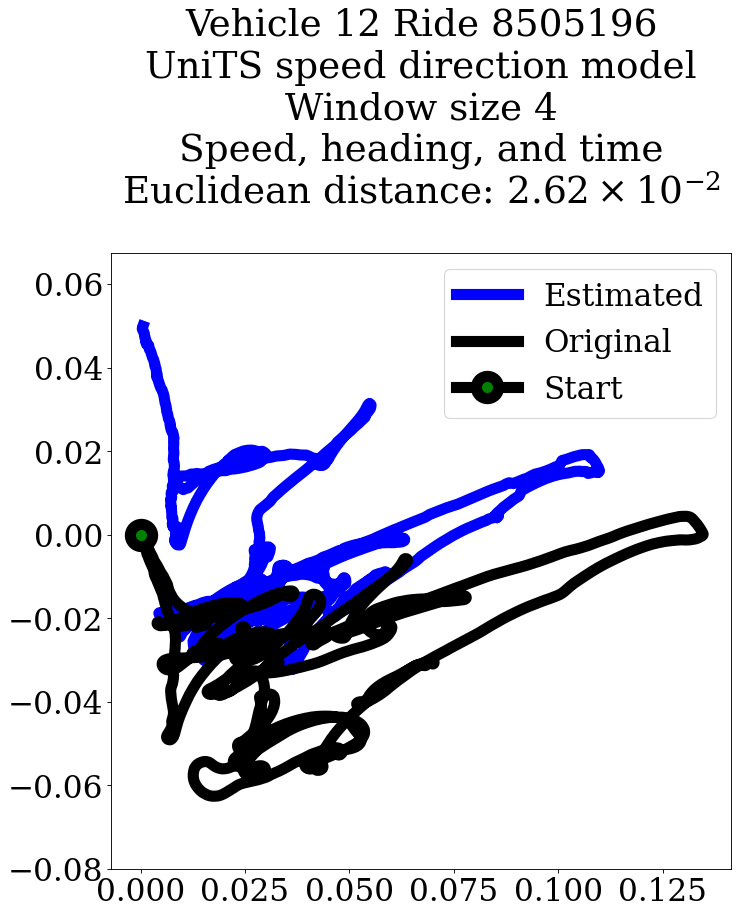 Vehicle 12 Ride 8505196
UniTS speed direction model
Window size 4
Speed, heading, and time
Euclidean distance: 2.62 × 10⁻²
Estimated
Original
Start
0.06
0.04
0.02
0.00
−0.02
−0.04
−0.06
−0.08
0.000 0.025 0.050 0.075 0.100 0.125